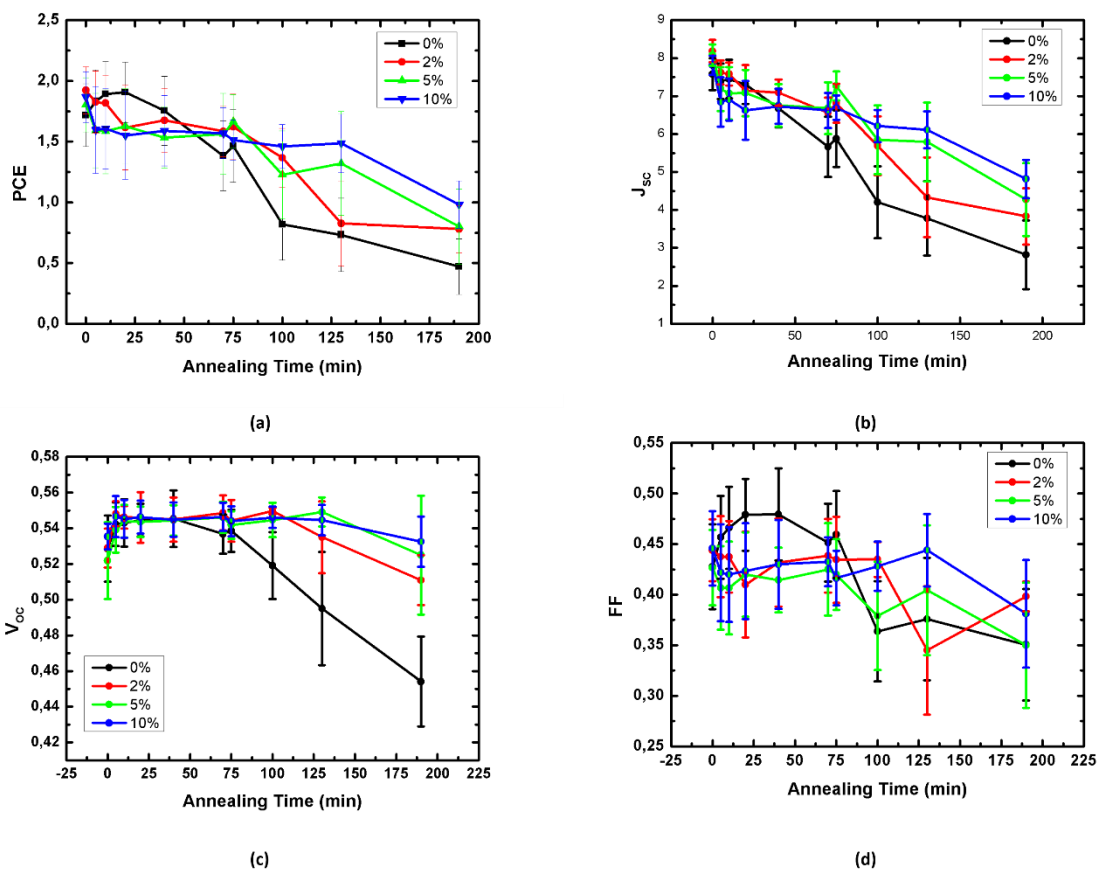 2,5
2,0
1,5
1,0
0,5
0,0
PCE
0 25 50 75 100 125 150 175 200
Annealing Time (min)
0%
2%
5%
10%
(a)
9
8
7
6
5
4
3
2
1
Jsc
0 50 100 150 200
Annealing Time (min)
0%
2%
5%
10%
(b)
0,58
0,56
0,54
0,52
0,50
0,48
0,46
0,44
0,42
Voc
-25 0 25 50 75 100 125 150 175 200
Annealing Time (min)
0%
2%
5%
10%
(c)
0,55
0,50
0,45
0,40
0,35
0,30
0,25
FF
-25 0 25 50 75 100 125 150 175 200 225
Annealing Time (min)
0%
2%
5%
10%
(d)